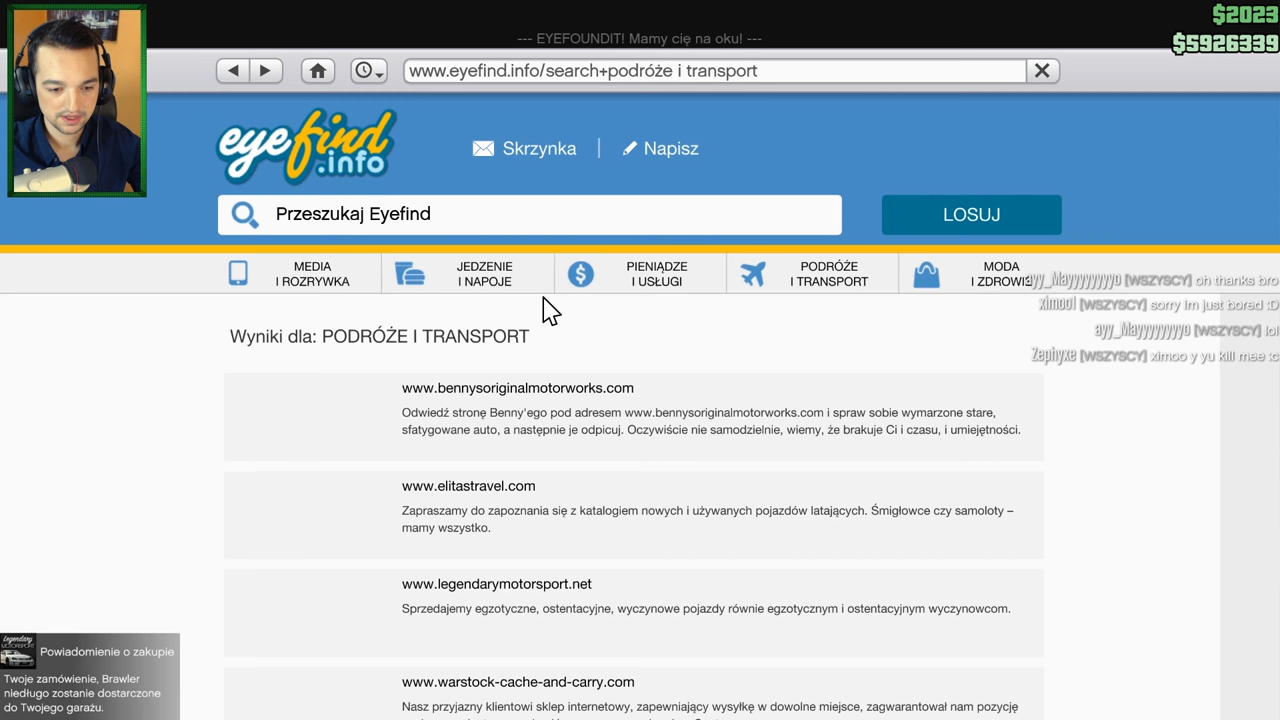 $2023
--- EYEFOUNDIT! Mamy cię na oku! ---
$5926339
www.eyefind.info/search+podróże i transport
eyefind
.info
Skrzynka
Napisz
Przeszukaj Eyefind
LOSUJ
MEDIA
I ROZRYWKA
JEDZENIE
I NAPOJE
PIENIĄDZE
I USŁUGI
PODRÓŻE
I TRANSPORT
MODA
I ZDROWIE
ayy_Mayyyyyyyo [WSZYSCY] oh thanks bro
ximool [WSZYSCY] sorry im just bored :D
ayy_Mayyyyyyyo [WSZYSCY] lol
Zephyxe [WSZYSCY] ximoo y yu kill mee :c
Wyniki dla: PODRÓŻE I TRANSPORT
www.bennysoriginalmotorworks.com
Odwiedź stronę Benny'ego pod adresem www.bennysoriginalmotorworks.com i spraw sobie wymarzone stare,
sfatygowane auto, a następnie je odpicuj. Oczywiście nie samodzielnie, wiemy, że brakuje Ci i czasu, i umiejętności.
www.elitastravel.com
Zapraszamy do zapoznania się z katalogiem nowych i używanych pojazdów latających. Śmigłowce czy samoloty –
mamy wszystko.
www.legendarymotorsport.net
Sprzedajemy egzotyczne, ostentacyjne, wyczynowe pojazdy równie egzotycznym i ostentacyjnym wyczynowcom.
www.warstock-cache-and-carry.com
Nasz przyjazny klientowi sklep internetowy, zapewniający wysyłkę w dowolne miejsce, zagwarantował nam pozycję
Legendary
MOTORSPORT
Powiadomienie o zakupie
Twoje zamówienie, Brawler
niedługo zostanie dostarczone
do Twojego garażu.